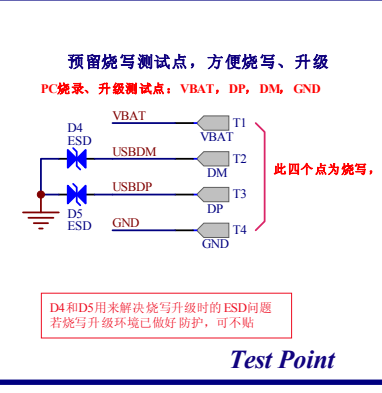 预留烧写测试点，方便烧写、升级
PC烧录、升级测试点：VBAT，DP，DM，GND
VBAT
T1
VBAT
D4
ESD
USBDM
T2
DM
此四个点为烧写，
USBDP
T3
DP
D5
ESD
GND
T4
GND
D4和D5用来解决烧写升级时的ESD问题
若烧写升级环境已做好防护，可不贴
Test Point